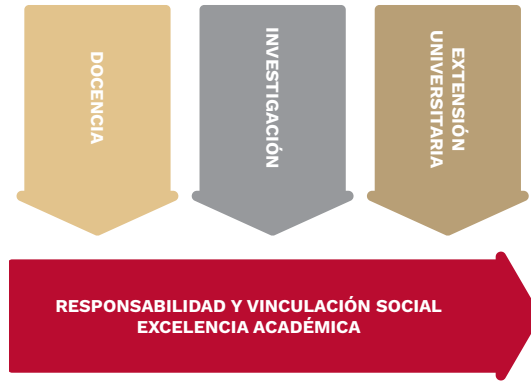 DOCENCIA
INVESTIGACIÓN
EXTENSIÓN
UNIVERSITARIA
RESPONSABILIDAD Y VINCULACIÓN SOCIAL
EXCELENCIA ACADÉMICA